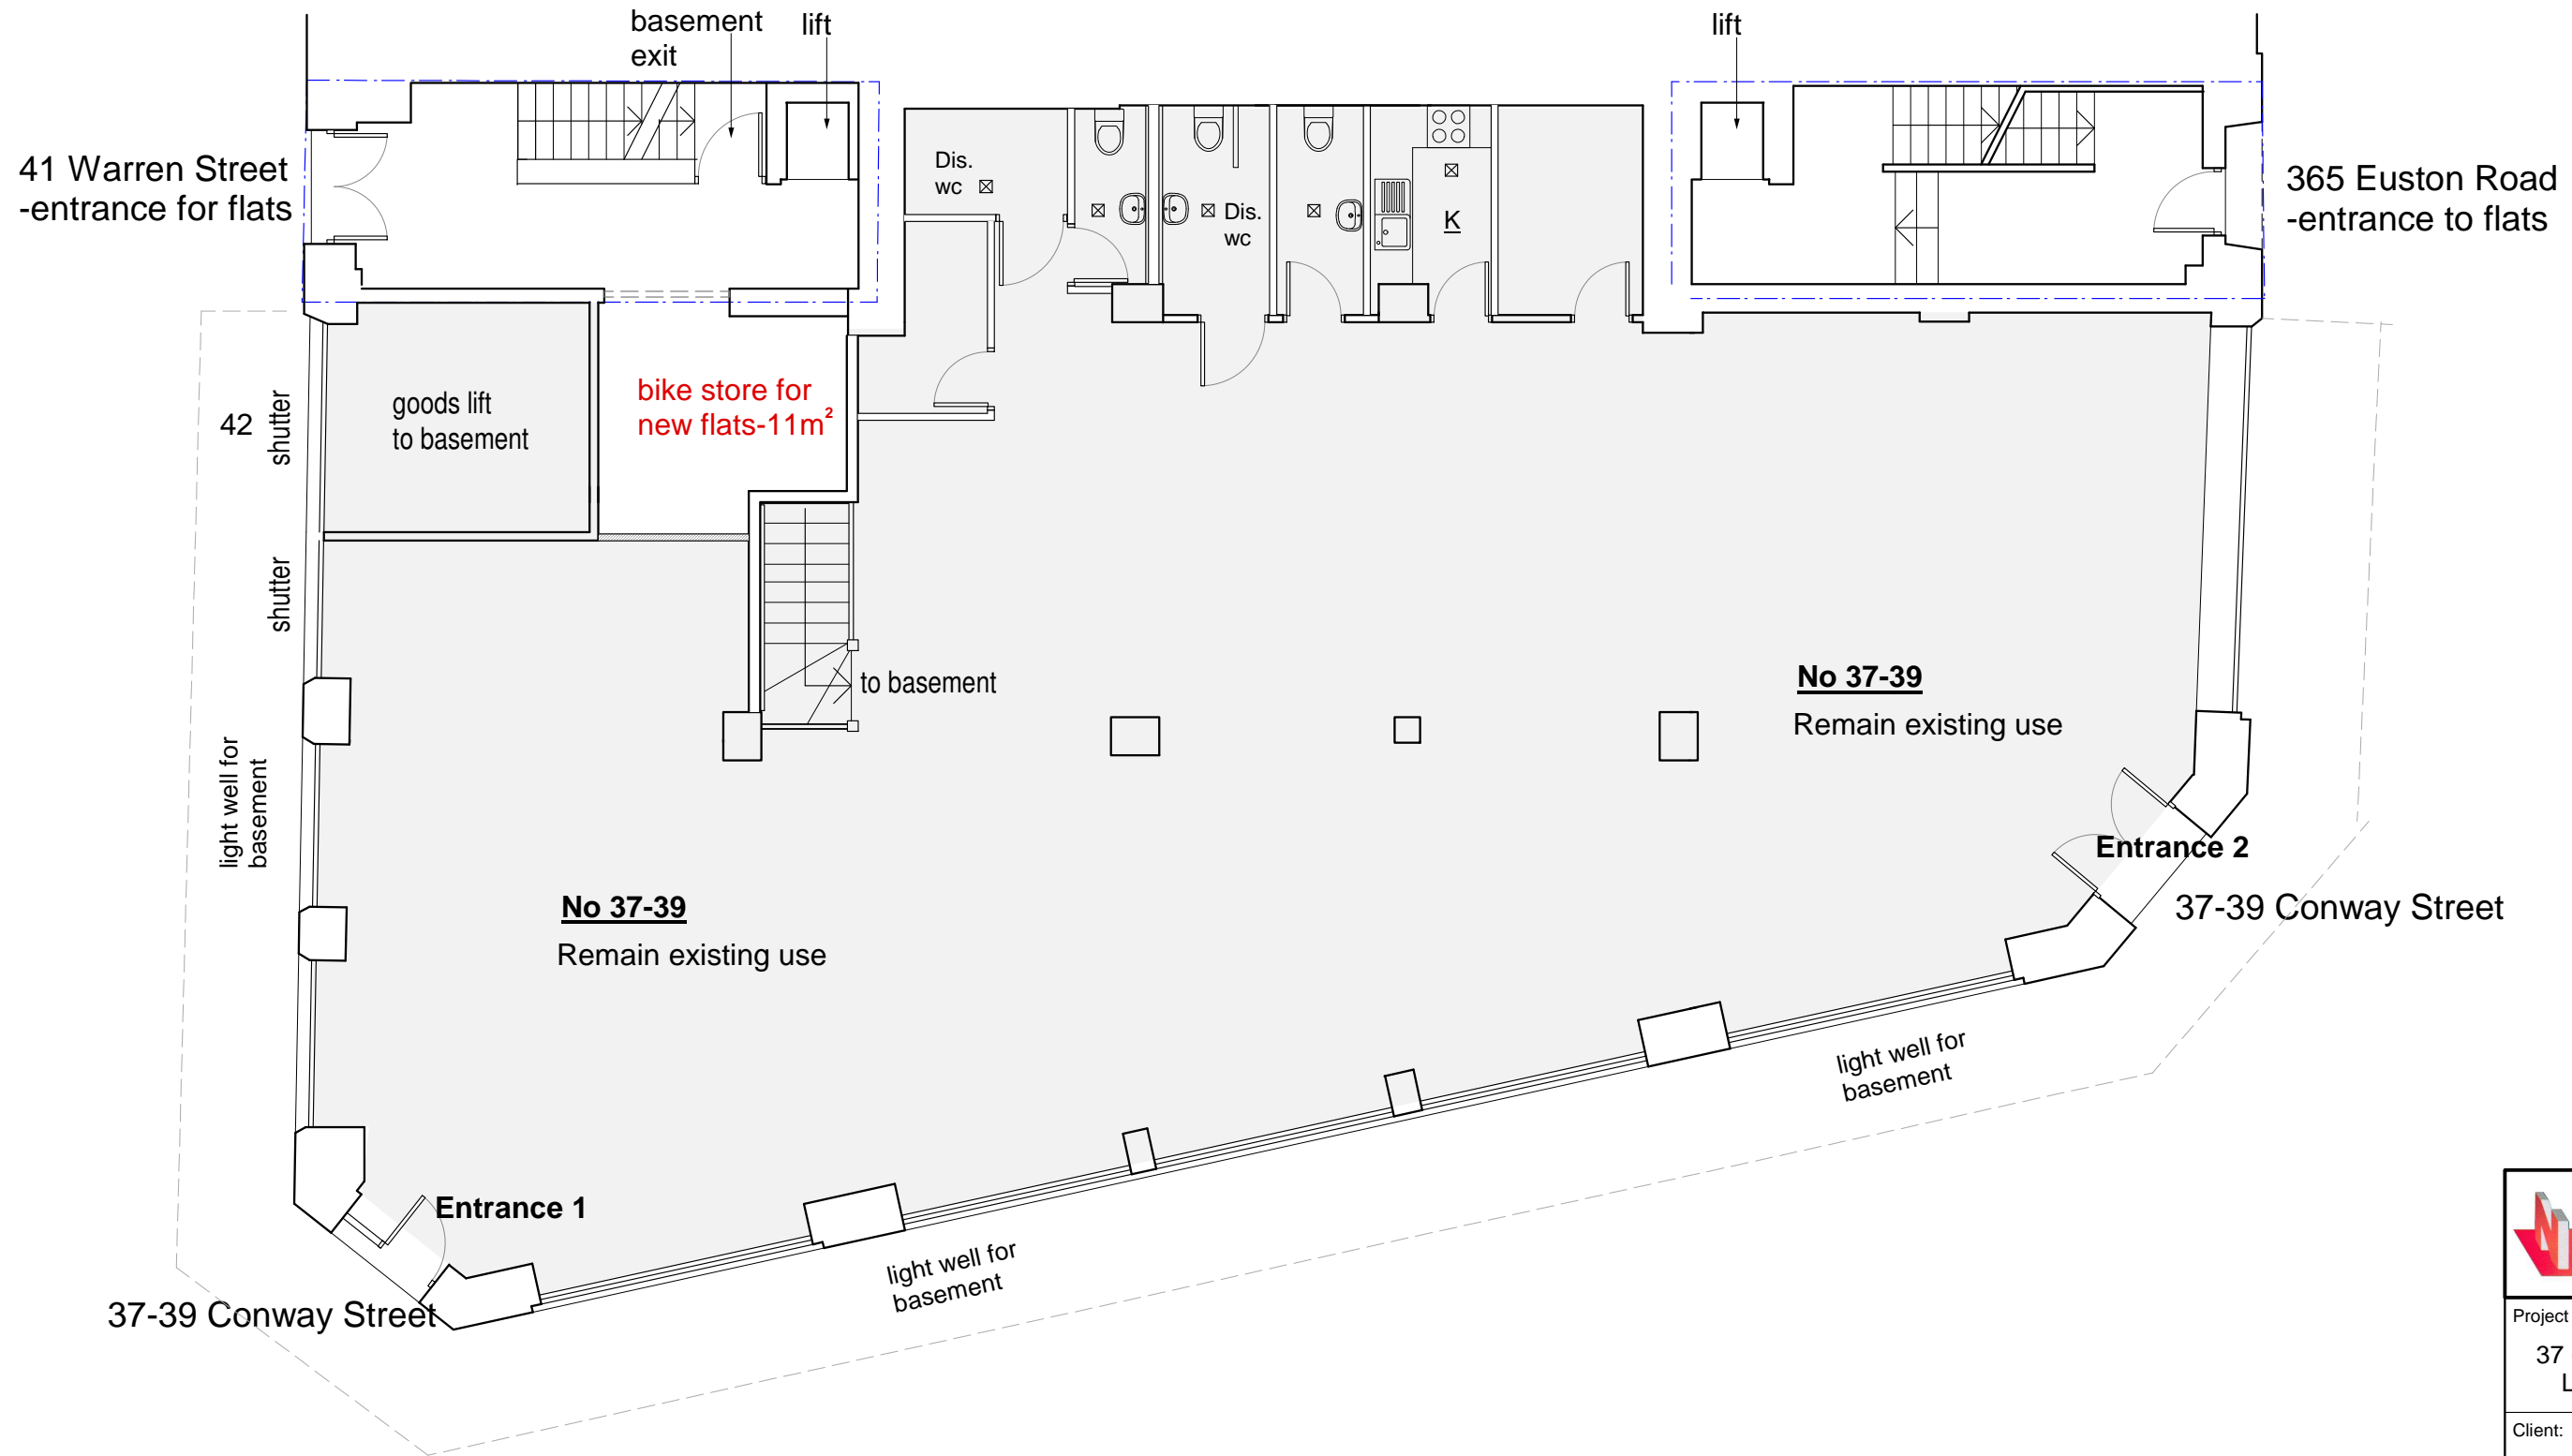 basement
exit
lift
lift
41 Warren Street
-entrance for flats
365 Euston Road
-entrance to flats
Dis.
wc
Dis.
wc
K
42
shutter
goods lift
to basement
bike store for
new flats-11m²
shutter
to basement
No 37-39
Remain existing use
light well for
basement
Entrance 2
37-39 Conway Street
No 37-39
Remain existing use
light well for
basement
Entrance 1
light well for
basement
37-39 Conway Street
Project
37
L
Client: